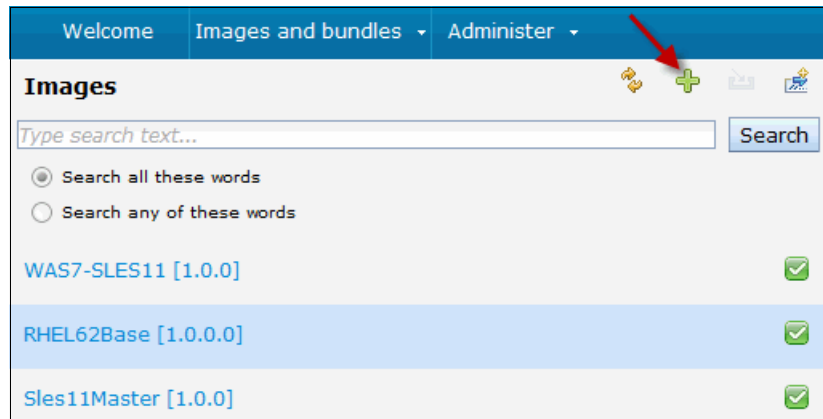 Welcome Images and bundles Administer
Images
Type search text...
Search
Search all these words
Search any of these words
WAS7-SLES11 [1.0.0]
RHEL62Base [1.0.0.0]
Sles11Master [1.0.0]